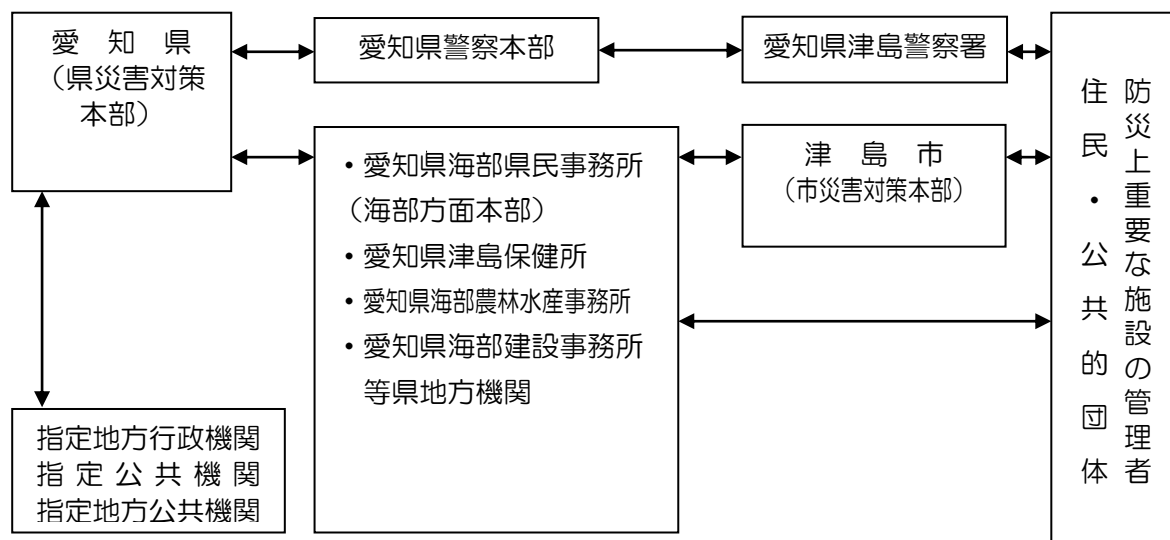 愛知県
（県災害対策
本部）
愛知県警察本部
愛知県津島警察署
・愛知県海部県民事務所
（海部方面本部）
・愛知県津島保健所
・愛知県海部農林水産事務所
・愛知県海部建設事務所
等県地方機関
津島市
（市災害対策本部）
防災上重要な施設の管理者
住民・公共的団体
指定地方行政機関
指定公共機関
指定地方公共機関